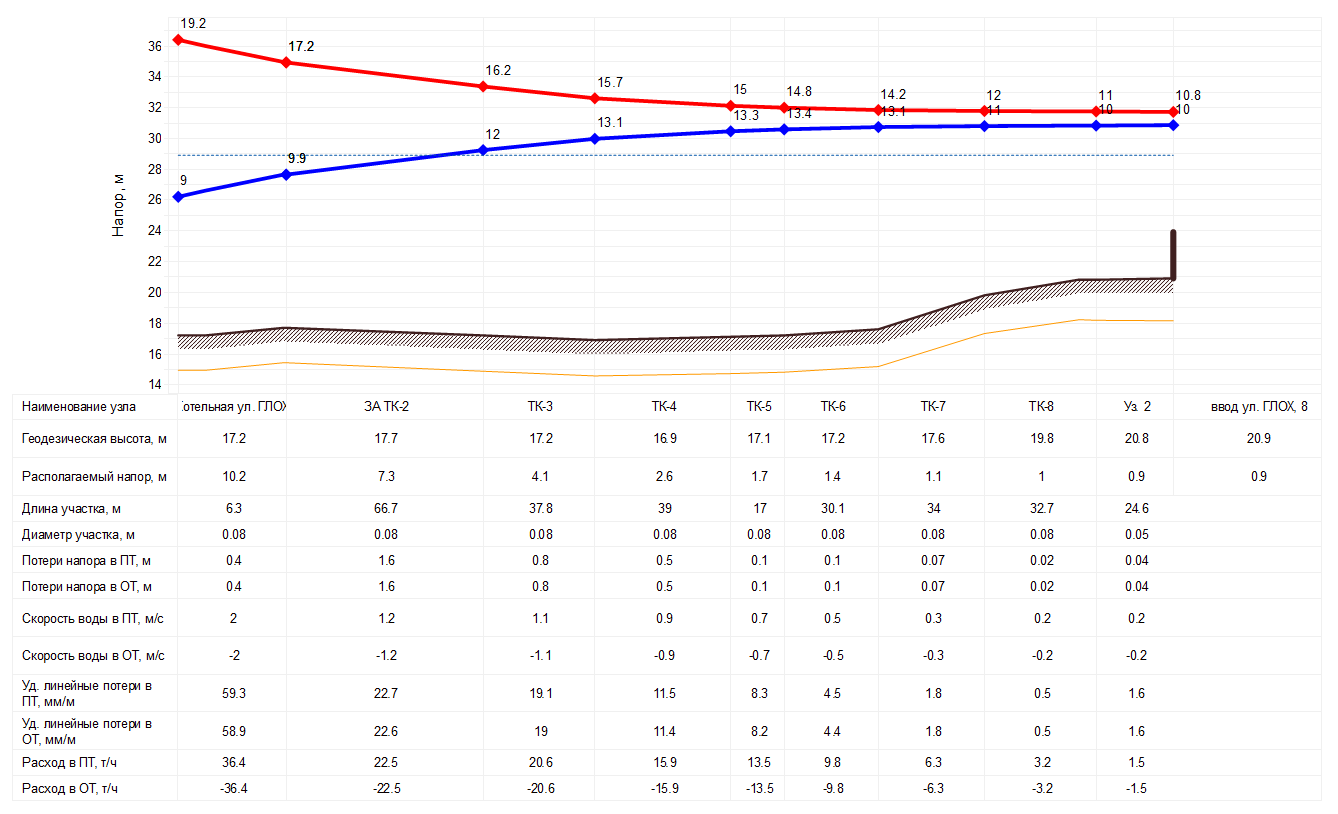 19.2
17.2
16.2
15.7
15
14.8
14.2
12
11
10.8
9
9.9
12
13.1
13.3
13.4
13.1
11
10
10
Напор, м
36
34
32
30
28
26
24
22
20
18
16
14
Наименование узла отельная ул. ГЛОХ ЗА ТК-2 ТК-3 ТК-4 ТК-5 ТК-6 ТК-7 ТК-8 Уз. 2 ввод ул. ГЛОХ, 8
Геодезическая высота, м 17.2 17.7 17.2 16.9 17.1 17.2 17.6 19.8 20.8 20.9
Располагаемый напор, м 10.2 7.3 4.1 2.6 1.7 1.4 1.1 1 0.9 0.9
Длина участка, м 6.3 66.7 37.8 39 17 30.1 34 32.7 24.6
Диаметр участка, м 0.08 0.08 0.08 0.08 0.08 0.08 0.08 0.08 0.05
Потери напора в ПТ, м 0.4 1.6 0.8 0.5 0.1 0.1 0.07 0.02 0.04
Потери напора в ОТ, м 0.4 1.6 0.8 0.5 0.1 0.1 0.07 0.02 0.04
Скорость воды в ПТ, м/с 2 1.2 1.1 0.9 0.7 0.5 0.3 0.2 0.2
Скорость воды в ОТ, м/с -2 -1.2 -1.1 -0.9 -0.7 -0.5 -0.3 -0.2 -0.2
Уд. линейные потери в
ПТ, мм/м 59.3 22.7 19.1 11.5 8.3 4.5 1.8 0.5 1.6
Уд. линейные потери в
ОТ, мм/м 58.9 22.6 19 11.4 8.2 4.4 1.8 0.5 1.6
Расход в ПТ, т/ч 36.4 22.5 20.6 15.9 13.5 9.8 6.3 3.2 1.5
Расход в ОТ, т/ч -36.4 -22.5 -20.6 -15.9 -13.5 -9.8 -6.3 -3.2 -1.5